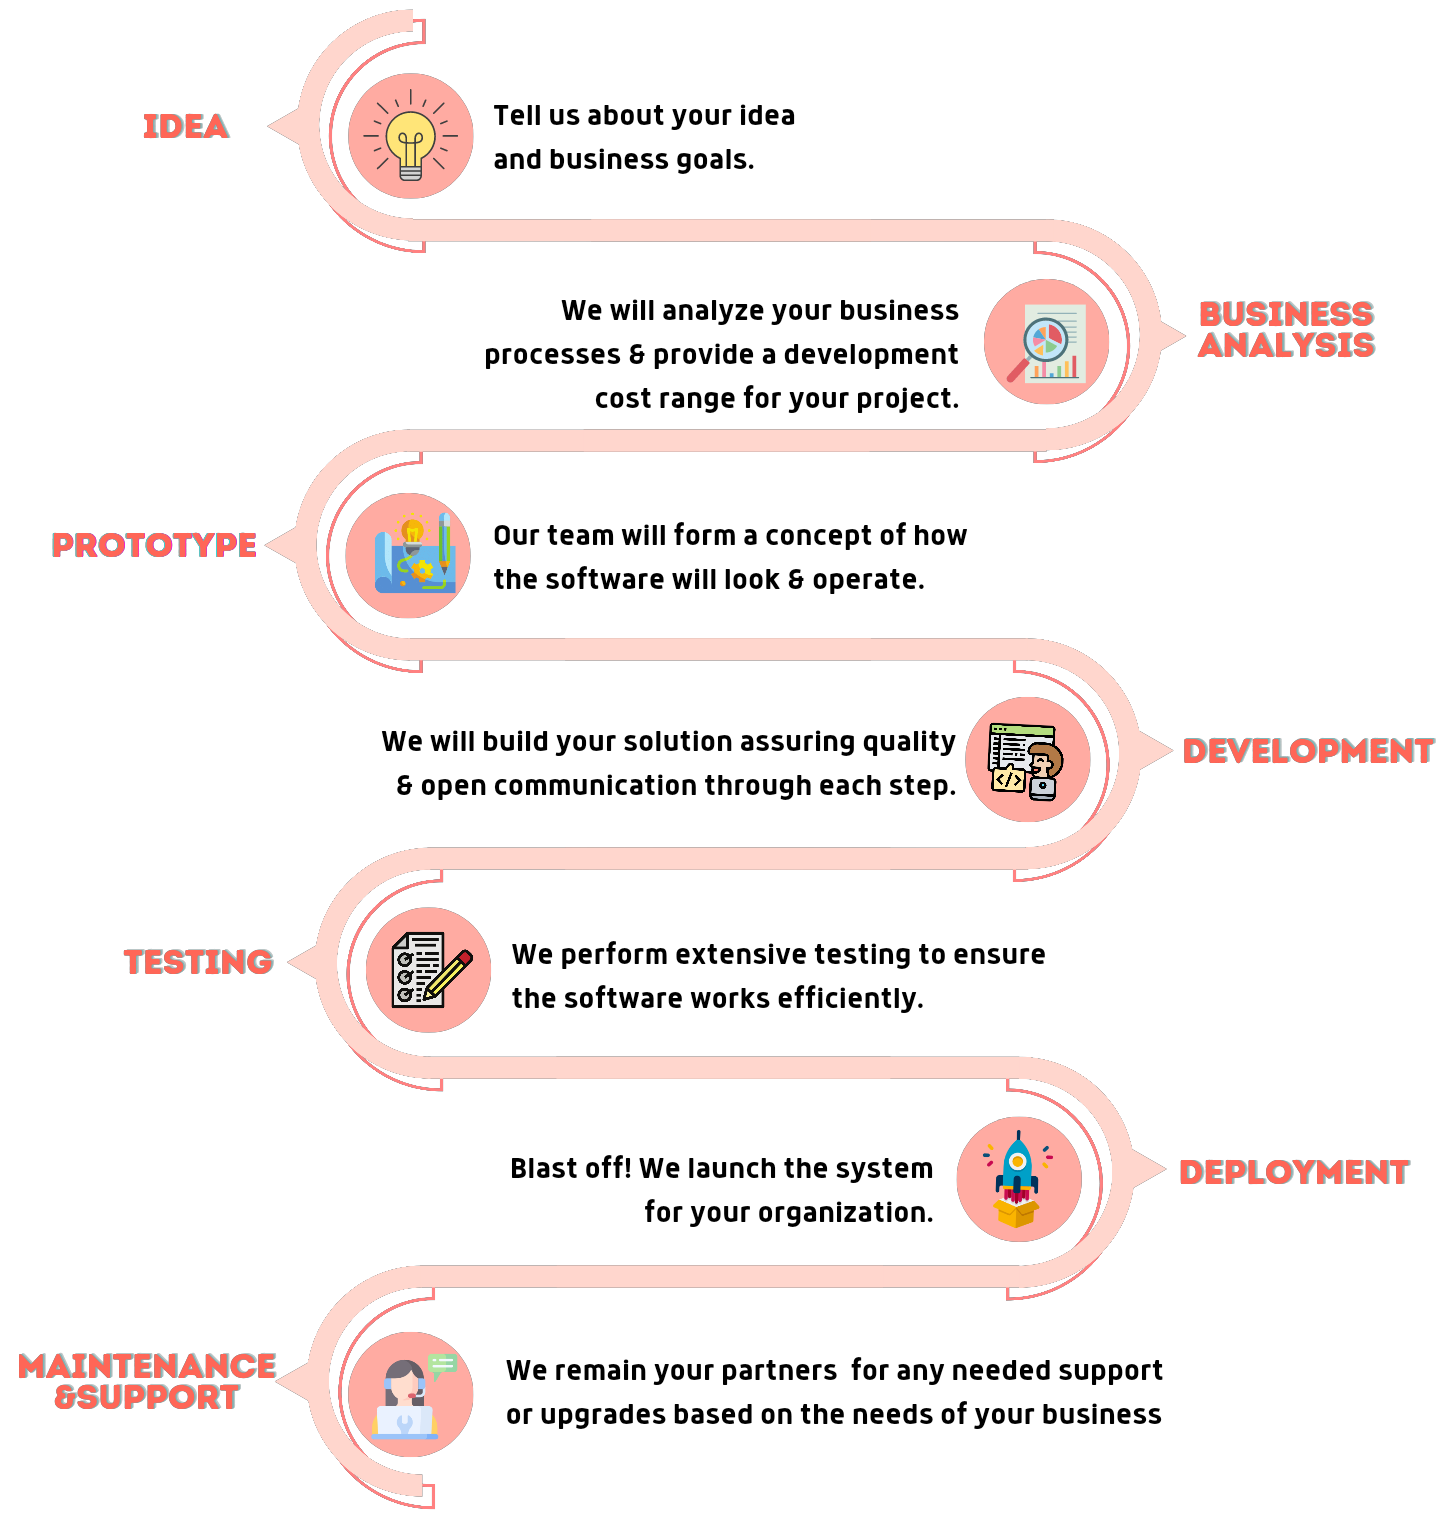 IDEA
Tell us about your idea
and business goals.
We will analyze your business
processes & provide a development
cost range for your project.
BUSINESS
ANALYSIS
PROTOTYPE
Our team will form a concept of how
the software will look & operate.
We will build your solution assuring quality
& open communication through each step.
DEVELOPMENT
TESTING
We perform extensive testing to ensure
the software works efficiently.
Blast off! We launch the system
for your organization.
DEPLOYMENT
MAINTENANCE
&SUPPORT
We remain your partners  for any needed support
or upgrades based on the needs of your business